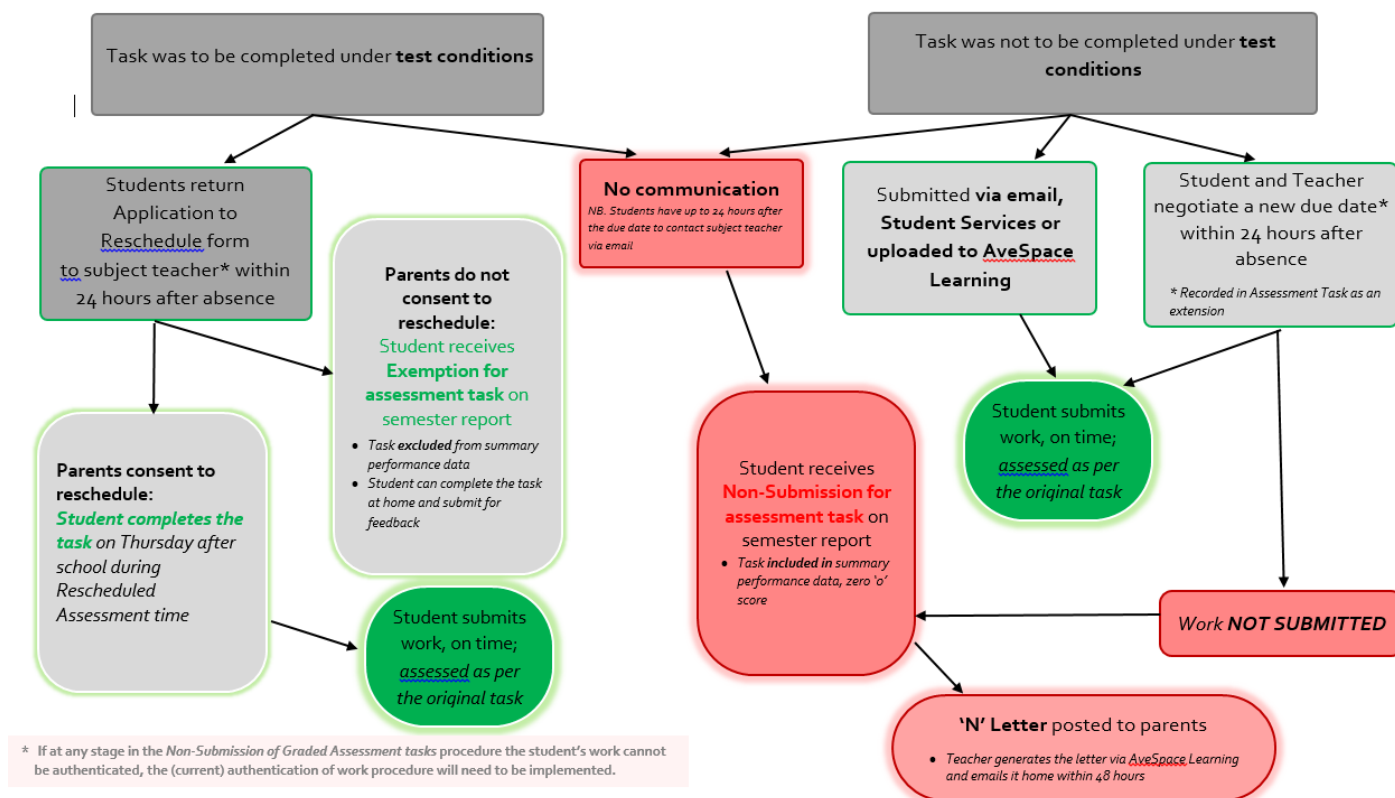 Task was to be completed under test conditions
Task was not to be completed under test
conditions
Students return
Application to
Reschedule form
to subject teacher* within
24 hours after absence
No communication
NB. Students have up to 24 hours after
the due date to contact subject teacher
via email
Submitted via email,
Student Services or
uploaded to AveSpace
Learning
Student and Teacher
negotiate a new due date*
within 24 hours after
absence
* Recorded in Assessment Task as an
extension
Parents do not
consent to
reschedule:
Student receives
Exemption for
assessment task on
semester report
• Task excluded from summary
performance data
• Student can complete the task
at home and submit for
feedback
Parents consent to
reschedule:
Student completes the
task on Thursday after
school during
Rescheduled
Assessment time
Student submits
work, on time;
assessed as per
the original task
Student receives
Non-Submission for
assessment task on
semester report
• Task included in summary
performance data, zero ‘0’
score
Student submits
work, on time;
assessed as per
the original task
Work NOT SUBMITTED
‘N’ Letter posted to parents
• Teacher generates the letter via AveSpace Learning
and emails it home within 48 hours
* If at any stage in the Non-Submission of Graded Assessment tasks procedure the student’s work cannot
be authenticated, the (current) authentication of work procedure will need to be implemented.